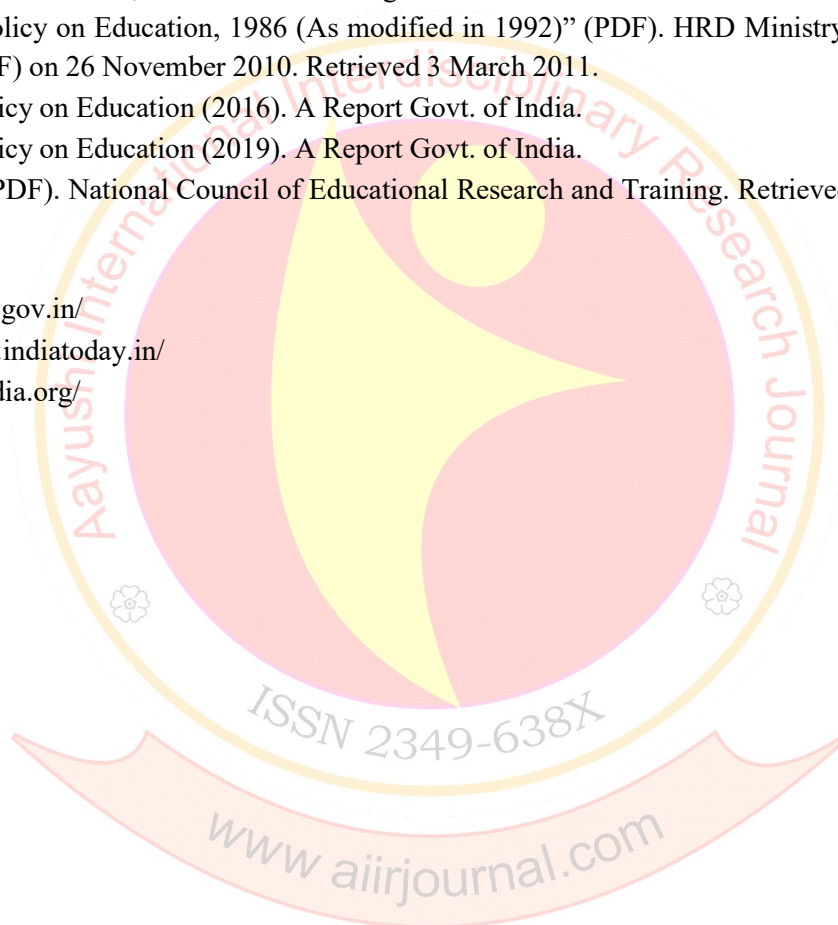 olicy on Education, 1986 (As modified in 1992)” (PDF). HRD Ministry
F) on 26 November 2010. Retrieved 3 March 2011.
icy on Education (2016). A Report Govt. of India.
icy on Education (2019). A Report Govt. of India.
PDF). National Council of Educational Research and Training. Retrieved
gov.in/
.indiatoday.in/
dia.org/
Aayushi International Interdisciplinary Research Journal
ISSN 2349-638X
www aiirjournal.com